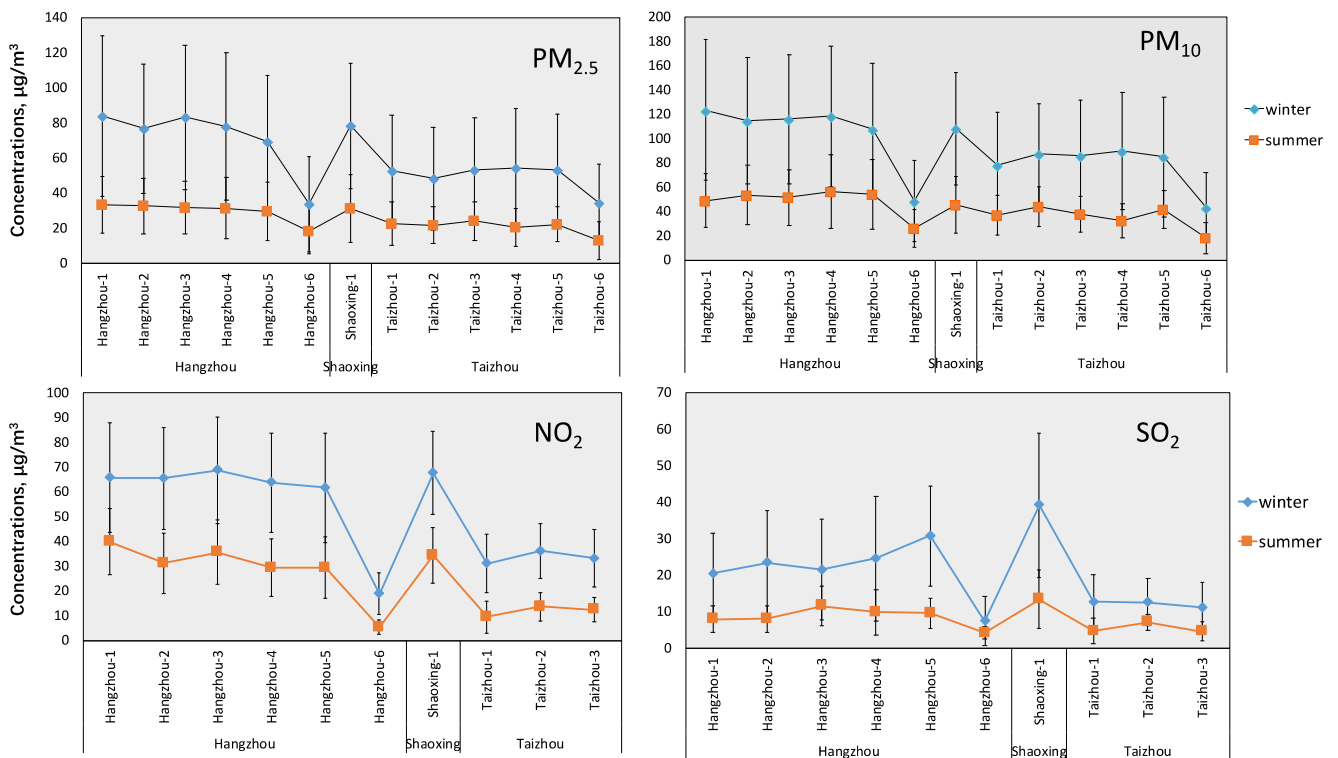 Concentrations, µg/m³
140
120
100
80
60
40
20
0
PM2.5
Hangzhou-1
Hangzhou-2
Hangzhou-3
Hangzhou-4
Hangzhou-5
Hangzhou-6
Shaoxing-1
Taizhou-1
Taizhou-2
Taizhou-3
Taizhou-4
Taizhou-5
Taizhou-6
Hangzhou
Shaoxing
Taizhou
200
180
160
140
120
100
80
60
40
20
0
PM10
Hangzhou-1
Hangzhou-2
Hangzhou-3
Hangzhou-4
Hangzhou-5
Hangzhou-6
Shaoxing-1
Taizhou-1
Taizhou-2
Taizhou-3
Taizhou-4
Taizhou-5
Taizhou-6
Hangzhou
Shaoxing
Taizhou
winter
summer
Concentrations, µg/m³
100
90
80
70
60
50
40
30
20
10
0
NO2
Hangzhou-1
Hangzhou-2
Hangzhou-3
Hangzhou-4
Hangzhou-5
Hangzhou-6
Shaoxing-1
Taizhou-1
Taizhou-2
Taizhou-3
Hangzhou
Shaoxing
Taizhou
70
60
50
40
30
20
10
0
SO2
Hangzhou-1
Hangzhou-2
Hangzhou-3
Hangzhou-4
Hangzhou-5
Hangzhou-6
Shaoxing-1
Taizhou-1
Taizhou-2
Taizhou-3
Hangzhou
Shaoxing
Taizhou
winter
summer